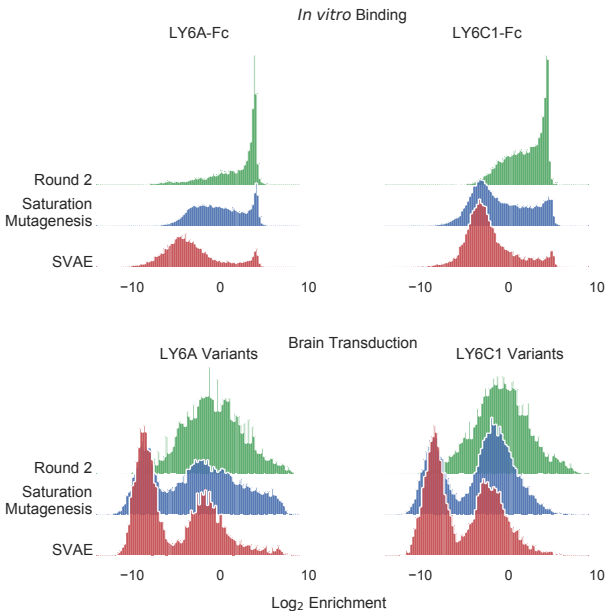 In vitro Binding
LY6A-Fc
LY6C1-Fc
Round 2
Saturation
Mutagenesis
SVAE
−10 0 10
−10 0 10
Brain Transduction
LY6A Variants
LY6C1 Variants
Round 2
Saturation
Mutagenesis
SVAE
−10 0 10
−10 0 10
Log₂ Enrichment